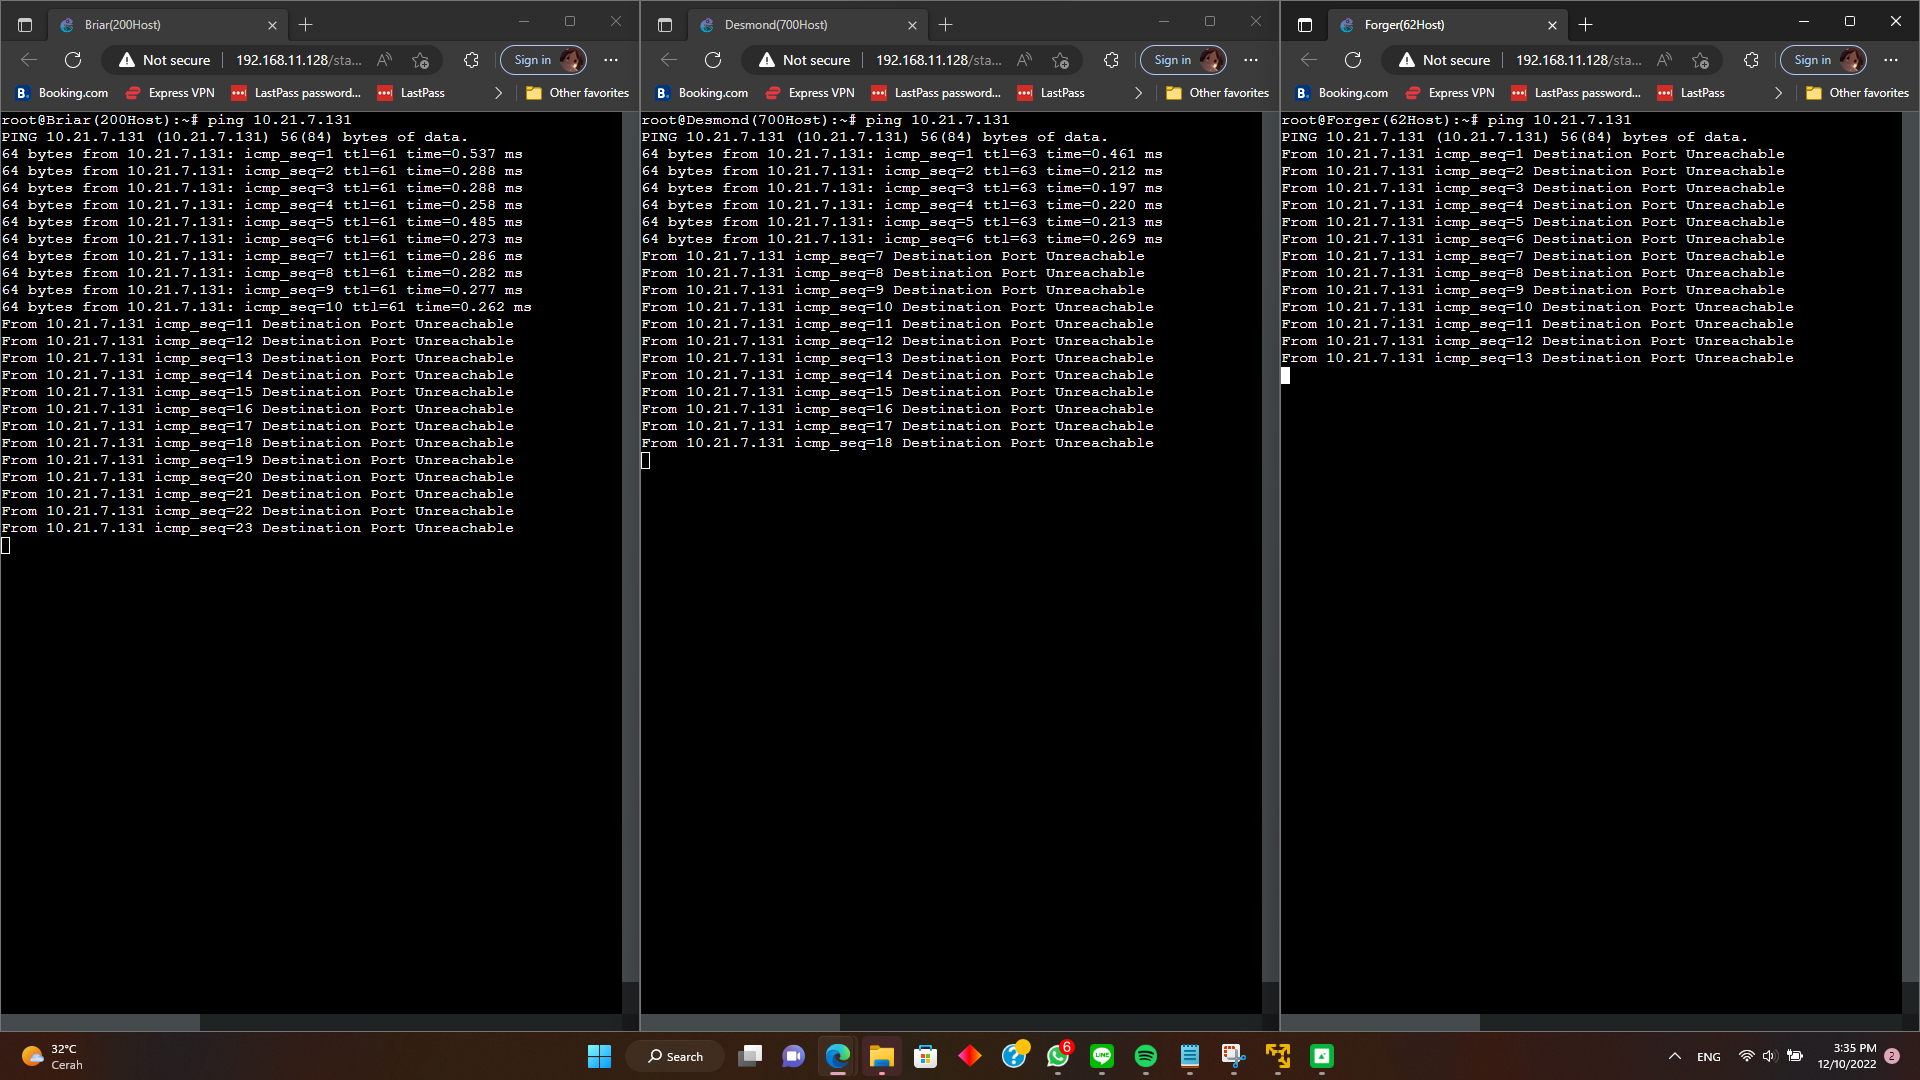 Briar(200Host)
Not secure
192.168.11.128/sta...
Sign in
Booking.com
Express VPN
LastPass password...
LastPass
Other favorites
root@Briar(200Host):~# ping 10.21.7.131
PING 10.21.7.131 (10.21.7.131) 56(84) bytes of data.
64 bytes from 10.21.7.131: icmp_seq=1 ttl=61 time=0.537 ms
64 bytes from 10.21.7.131: icmp_seq=2 ttl=61 time=0.288 ms
64 bytes from 10.21.7.131: icmp_seq=3 ttl=61 time=0.288 ms
64 bytes from 10.21.7.131: icmp_seq=4 ttl=61 time=0.258 ms
64 bytes from 10.21.7.131: icmp_seq=5 ttl=61 time=0.485 ms
64 bytes from 10.21.7.131: icmp_seq=6 ttl=61 time=0.273 ms
64 bytes from 10.21.7.131: icmp_seq=7 ttl=61 time=0.286 ms
64 bytes from 10.21.7.131: icmp_seq=8 ttl=61 time=0.282 ms
64 bytes from 10.21.7.131: icmp_seq=9 ttl=61 time=0.277 ms
64 bytes from 10.21.7.131: icmp_seq=10 ttl=61 time=0.262 ms
From 10.21.7.131 icmp_seq=11 Destination Port Unreachable
From 10.21.7.131 icmp_seq=12 Destination Port Unreachable
From 10.21.7.131 icmp_seq=13 Destination Port Unreachable
From 10.21.7.131 icmp_seq=14 Destination Port Unreachable
From 10.21.7.131 icmp_seq=15 Destination Port Unreachable
From 10.21.7.131 icmp_seq=16 Destination Port Unreachable
From 10.21.7.131 icmp_seq=17 Destination Port Unreachable
From 10.21.7.131 icmp_seq=18 Destination Port Unreachable
From 10.21.7.131 icmp_seq=19 Destination Port Unreachable
From 10.21.7.131 icmp_seq=20 Destination Port Unreachable
From 10.21.7.131 icmp_seq=21 Destination Port Unreachable
From 10.21.7.131 icmp_seq=22 Destination Port Unreachable
From 10.21.7.131 icmp_seq=23 Destination Port Unreachable
Desmond(700Host)
Not secure
192.168.11.128/sta...
Sign in
Booking.com
Express VPN
LastPass password...
LastPass
Other favorites
root@Desmond(700Host):~# ping 10.21.7.131
PING 10.21.7.131 (10.21.7.131) 56(84) bytes of data.
64 bytes from 10.21.7.131: icmp_seq=1 ttl=63 time=0.461 ms
64 bytes from 10.21.7.131: icmp_seq=2 ttl=63 time=0.212 ms
64 bytes from 10.21.7.131: icmp_seq=3 ttl=63 time=0.197 ms
64 bytes from 10.21.7.131: icmp_seq=4 ttl=63 time=0.220 ms
64 bytes from 10.21.7.131: icmp_seq=5 ttl=63 time=0.213 ms
64 bytes from 10.21.7.131: icmp_seq=6 ttl=63 time=0.269 ms
From 10.21.7.131 icmp_seq=7 Destination Port Unreachable
From 10.21.7.131 icmp_seq=8 Destination Port Unreachable
From 10.21.7.131 icmp_seq=9 Destination Port Unreachable
From 10.21.7.131 icmp_seq=10 Destination Port Unreachable
From 10.21.7.131 icmp_seq=11 Destination Port Unreachable
From 10.21.7.131 icmp_seq=12 Destination Port Unreachable
From 10.21.7.131 icmp_seq=13 Destination Port Unreachable
From 10.21.7.131 icmp_seq=14 Destination Port Unreachable
From 10.21.7.131 icmp_seq=15 Destination Port Unreachable
From 10.21.7.131 icmp_seq=16 Destination Port Unreachable
From 10.21.7.131 icmp_seq=17 Destination Port Unreachable
From 10.21.7.131 icmp_seq=18 Destination Port Unreachable
Forger(62Host)
Not secure
192.168.11.128/sta...
Sign in
Booking.com
Express VPN
LastPass password...
LastPass
Other favorites
root@Forger(62Host):~# ping 10.21.7.131
PING 10.21.7.131 (10.21.7.131) 56(84) bytes of data.
From 10.21.7.131 icmp_seq=1 Destination Port Unreachable
From 10.21.7.131 icmp_seq=2 Destination Port Unreachable
From 10.21.7.131 icmp_seq=3 Destination Port Unreachable
From 10.21.7.131 icmp_seq=4 Destination Port Unreachable
From 10.21.7.131 icmp_seq=5 Destination Port Unreachable
From 10.21.7.131 icmp_seq=6 Destination Port Unreachable
From 10.21.7.131 icmp_seq=7 Destination Port Unreachable
From 10.21.7.131 icmp_seq=8 Destination Port Unreachable
From 10.21.7.131 icmp_seq=9 Destination Port Unreachable
From 10.21.7.131 icmp_seq=10 Destination Port Unreachable
From 10.21.7.131 icmp_seq=11 Destination Port Unreachable
From 10.21.7.131 icmp_seq=12 Destination Port Unreachable
From 10.21.7.131 icmp_seq=13 Destination Port Unreachable
32°C
Cerah
Search
6
ENG
3:35 PM
12/10/2022
2